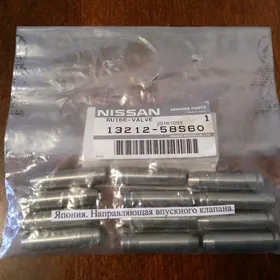 NISSAN
GENUINE PARTS
GUIDE-VALVE
20161003 1
13212-58S60
Япония. Направляющая впускного клапана.